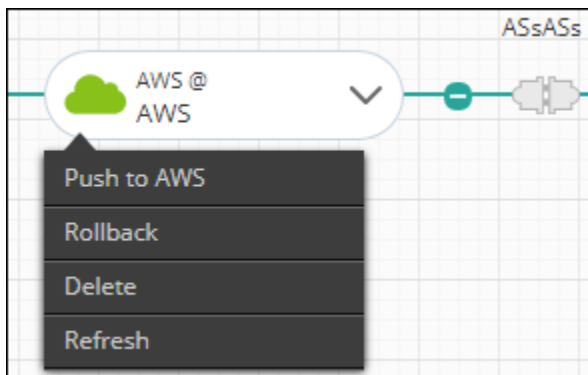 ASsASs
AWS @
AWS
Push to AWS
Rollback
Delete
Refresh